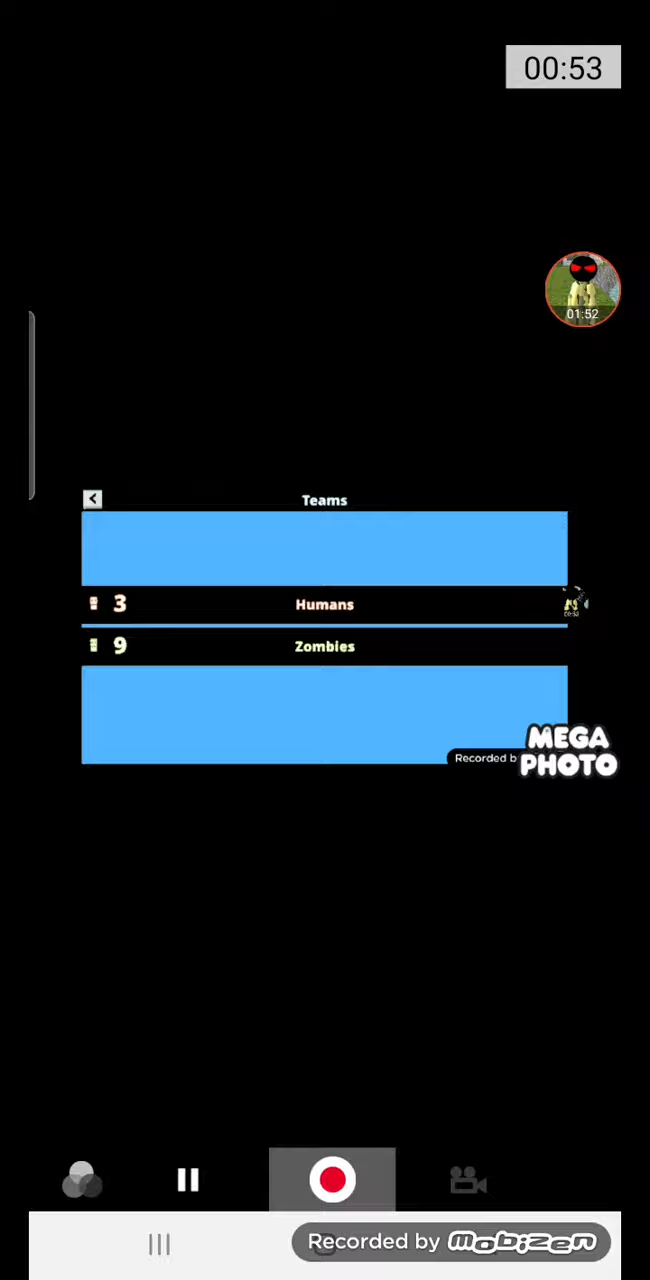 00:53
01:52
Teams
3 Humans
9 Zombies
MEGA
Recorded b PHOTO
Recorded by mobizen